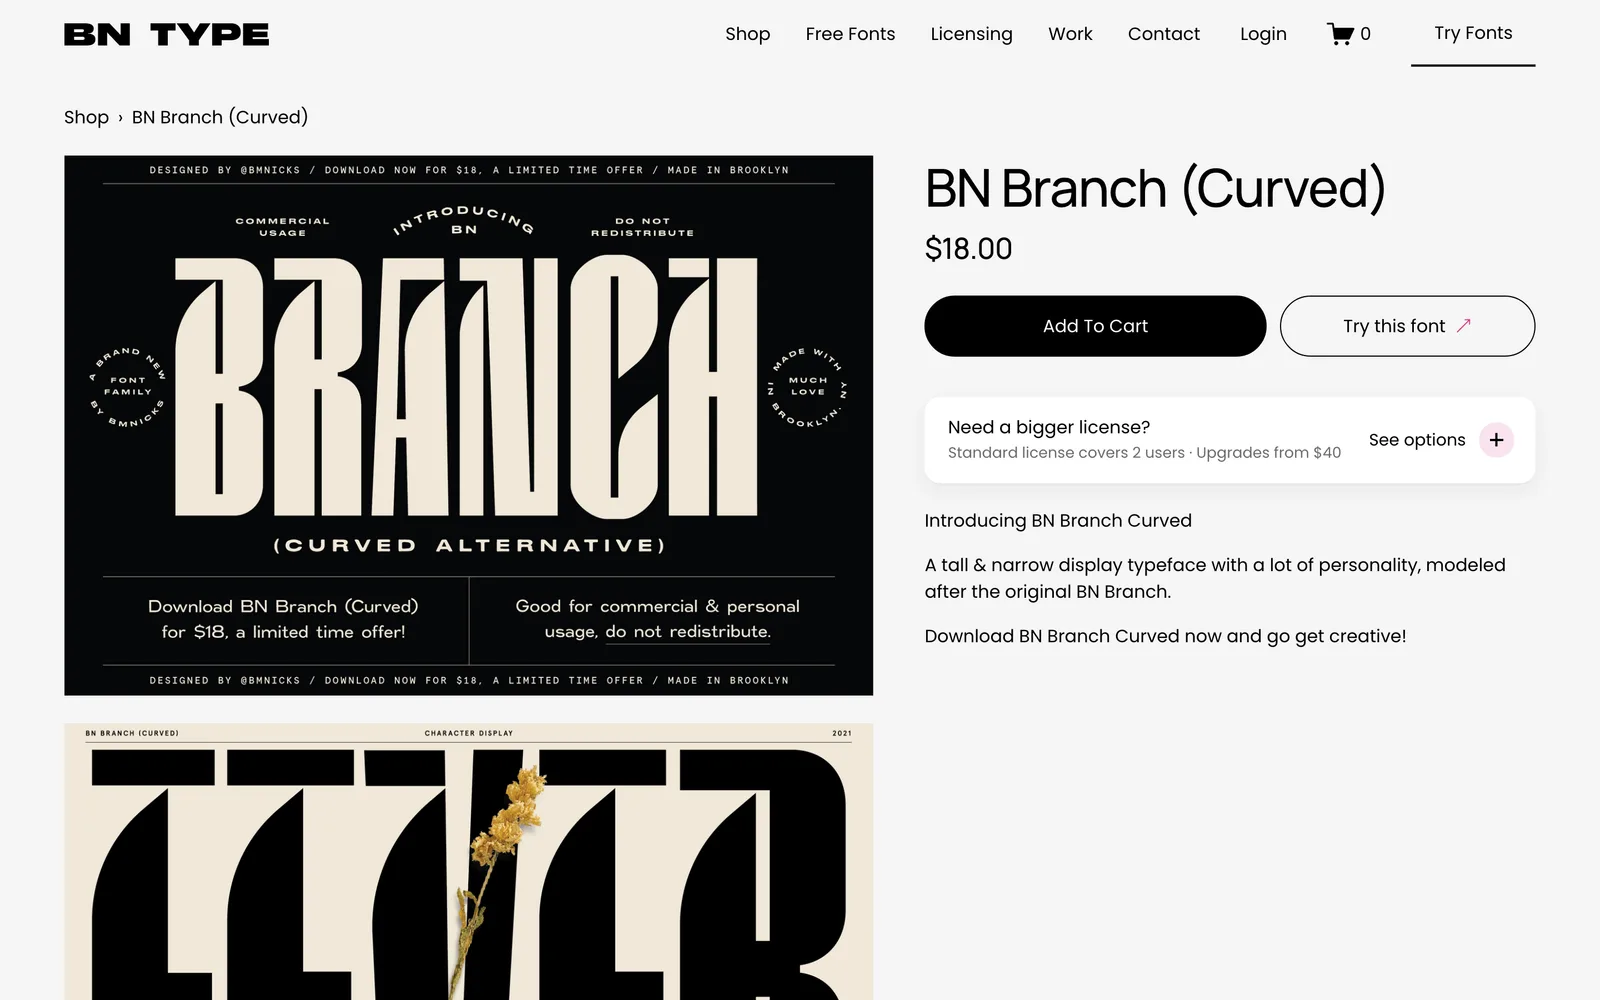 BN TYPE
Shop
Free Fonts
Licensing
Work
Contact
Login
0
Try Fonts
Shop › BN Branch (Curved)
DESIGNED BY @BMNICKS / DOWNLOAD NOW FOR $18, A LIMITED TIME OFFER / MADE IN BROOKLYN
COMMERCIAL
USAGE
INTRODUCING
BN
DO NOT
REDISTRIBUTE
BRANCH
A BRAND NEW
FONT
FAMILY
BY BMNICKS
MADE WITH
MUCH
LOVE
IN BROOKLYN, NY
(CURVED ALTERNATIVE)
Download BN Branch (Curved)
for $18, a limited time offer!
Good for commercial & personal
usage, do not redistribute.
DESIGNED BY @BMNICKS / DOWNLOAD NOW FOR $18, A LIMITED TIME OFFER / MADE IN BROOKLYN
BN BRANCH (CURVED)
CHARACTER DISPLAY
2021
BN Branch (Curved)
$18.00
Add To Cart
Try this font
Need a bigger license?
Standard license covers 2 users · Upgrades from $40
See options
Introducing BN Branch Curved
A tall & narrow display typeface with a lot of personality, modeled
after the original BN Branch.
Download BN Branch Curved now and go get creative!